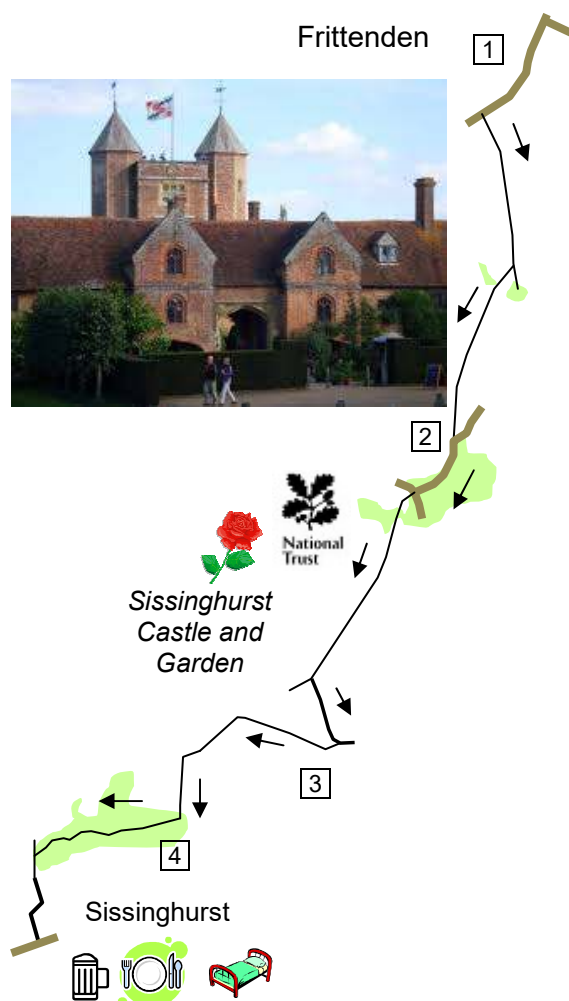 Frittenden
1
2
National
Trust
Sissinghurst
Castle and
Garden
3
4
Sissinghurst